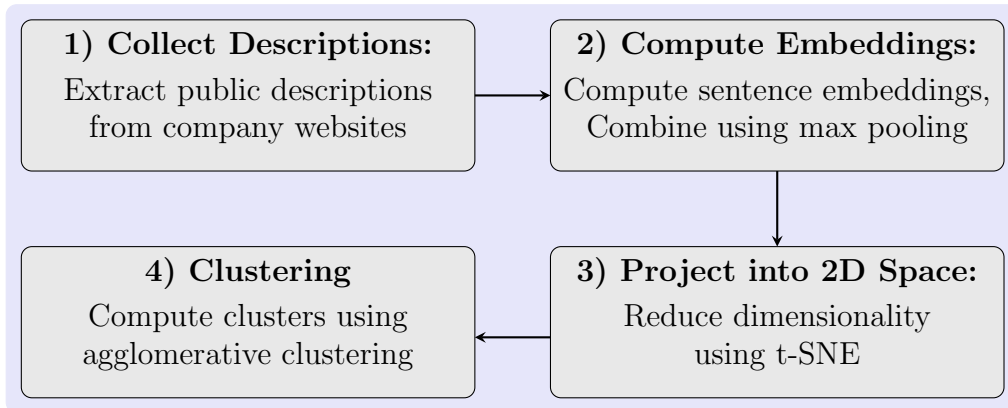 1) Collect Descriptions:
Extract public descriptions
from company websites
2) Compute Embeddings:
Compute sentence embeddings,
Combine using max pooling
3) Project into 2D Space:
Reduce dimensionality
using t-SNE
4) Clustering
Compute clusters using
agglomerative clustering